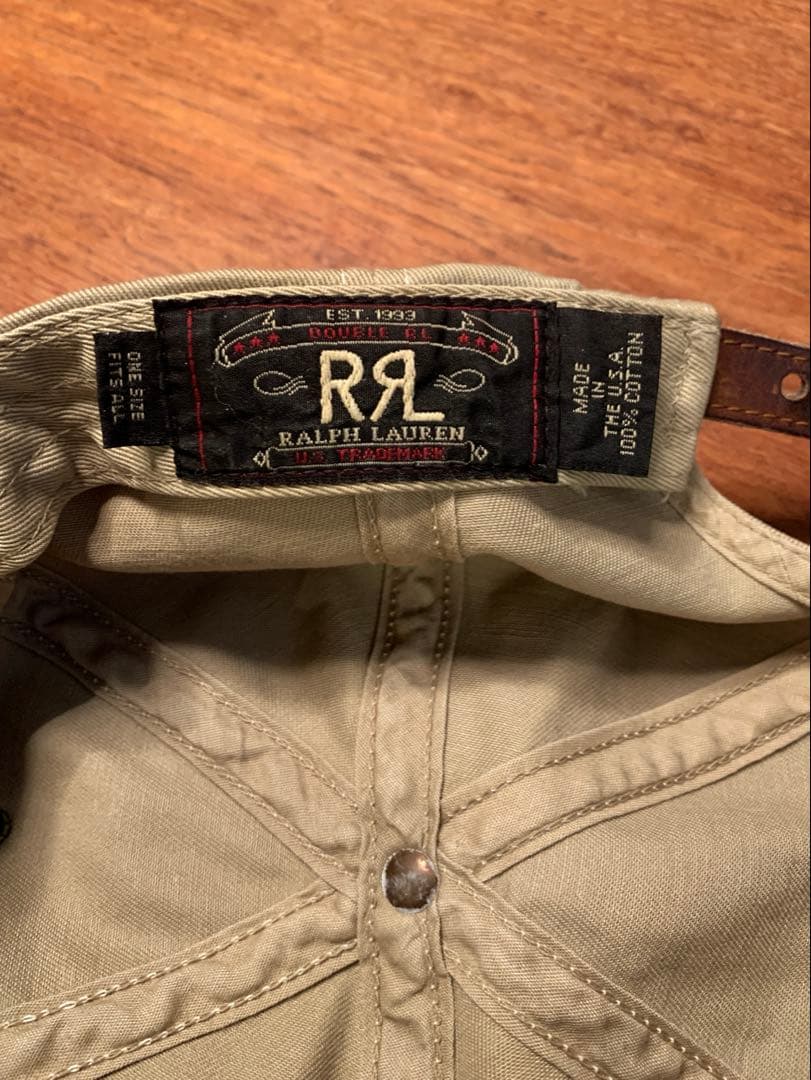 ONE SIZE
FITS ALL
EST. 1993
DOUBLE RL
RRL
RALPH LAUREN
U.S. TRADEMARK
MADE
IN
THE U.S.A.
100% COTTON